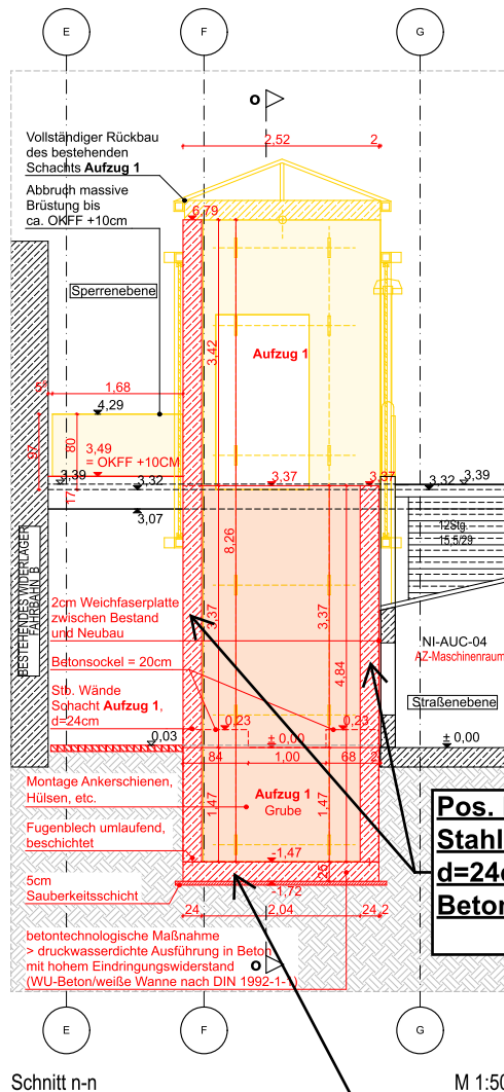 E
F
G
o
2,52
2
Vollständiger Rückbau
des bestehenden
Schachts Aufzug 1
Abbruch massive
Brüstung bis
ca. OKFF +10cm
6,79
Sperrenebene
3,42
Aufzug 1
1,68
4,29
97
80
3,49
= OKFF +10CM
3,39
3,32
3,37
3,37
3,32
3,39
17
3,07
8,26
12Stg.
15,5/29
BESTEHENDES WIDERLAGER
FAHRBAHN B
2cm Weichfaserplatte
zwischen Bestand
und Neubau
3,37
3,37
4,84
NI-AUC-04
AZ-Maschinenraum
Betonsockel = 20cm
Stb. Wände
Schacht Aufzug 1,
d=24cm
Straßenebene
0,23
0,23
0,03
± 0,00
± 0,00
84
1,00
68
2
Montage Ankerschienen,
Hülsen, etc.
1,47
Aufzug 1
Grube
1,47
Pos.
Stahl
d=24c
Beton
Fugenblech umlaufend,
beschichtet
-1,47
26
5cm
Sauberkeitsschicht
-1,72
24
2,04
24
2
betontechnologische Maßnahme
> druckwasserdichte Ausführung in Beton
mit hohem Eindringungswiderstand
(WU-Beton/weiße Wanne nach DIN 1992-1-1)
o
E
F
G
Schnitt n-n
M 1:50